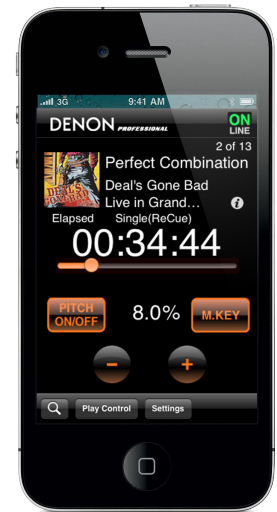 3G 9:41 AM
DENON PROFESSIONAL
ON
LINE
2 of 13
Perfect Combination
Deal's Gone Bad
Live in Grand…
Elapsed Single(ReCue)
00:34:44
PITCH
ON/OFF
8.0%
M.KEY
Play Control
Settings